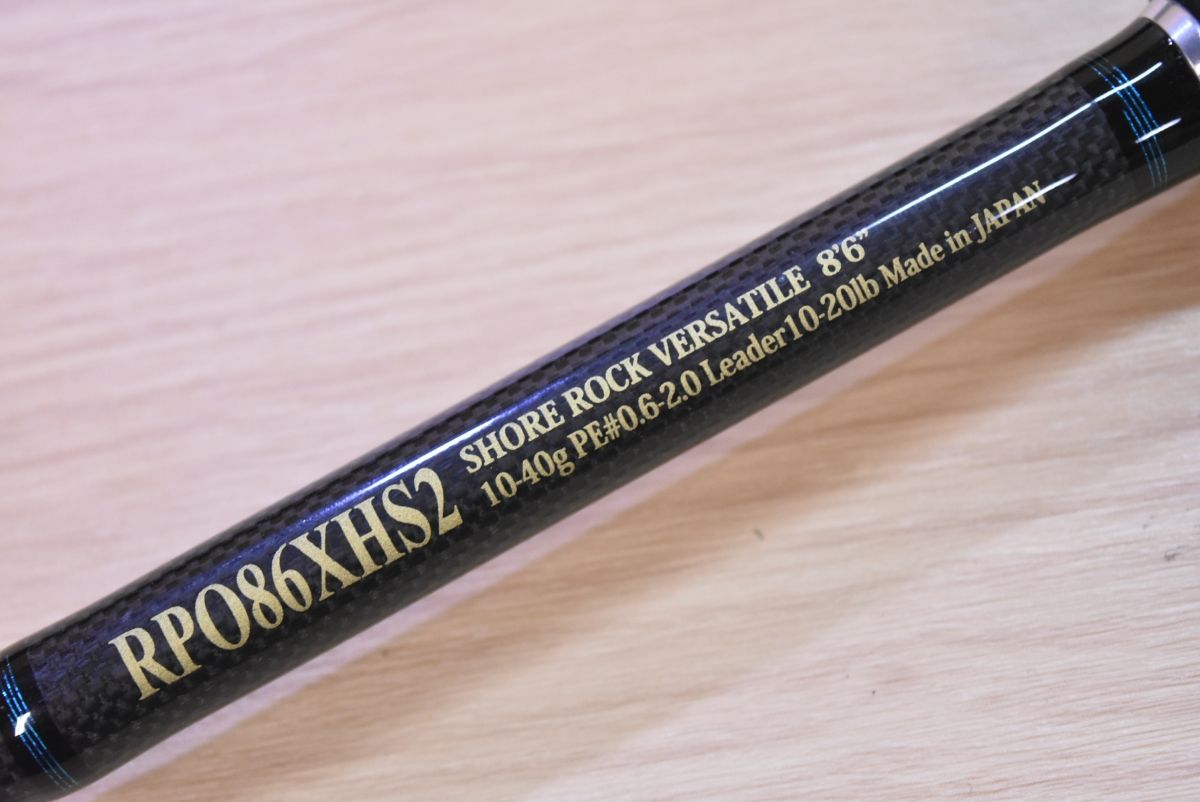 RPO86XHS2
SHORE ROCK VERSATILE 8'6”
10-40g PE#0.6-2.0 Leader10-20lb Made in JAPAN